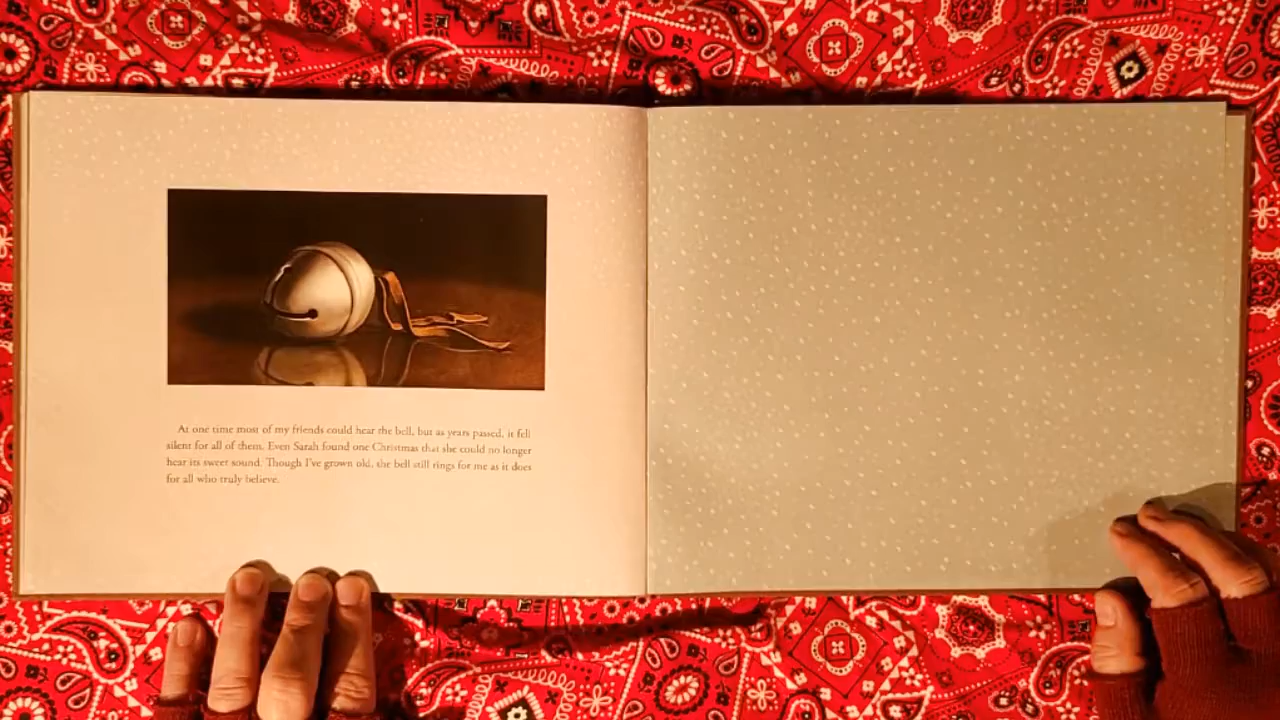 At one time most of my friends could hear the bell, but as years passed, it fell
silent for all of them. Even Sarah found one Christmas that she could no longer
hear its sweet sound. Though I've grown old, the bell still rings for me as it does
for all who truly believe.